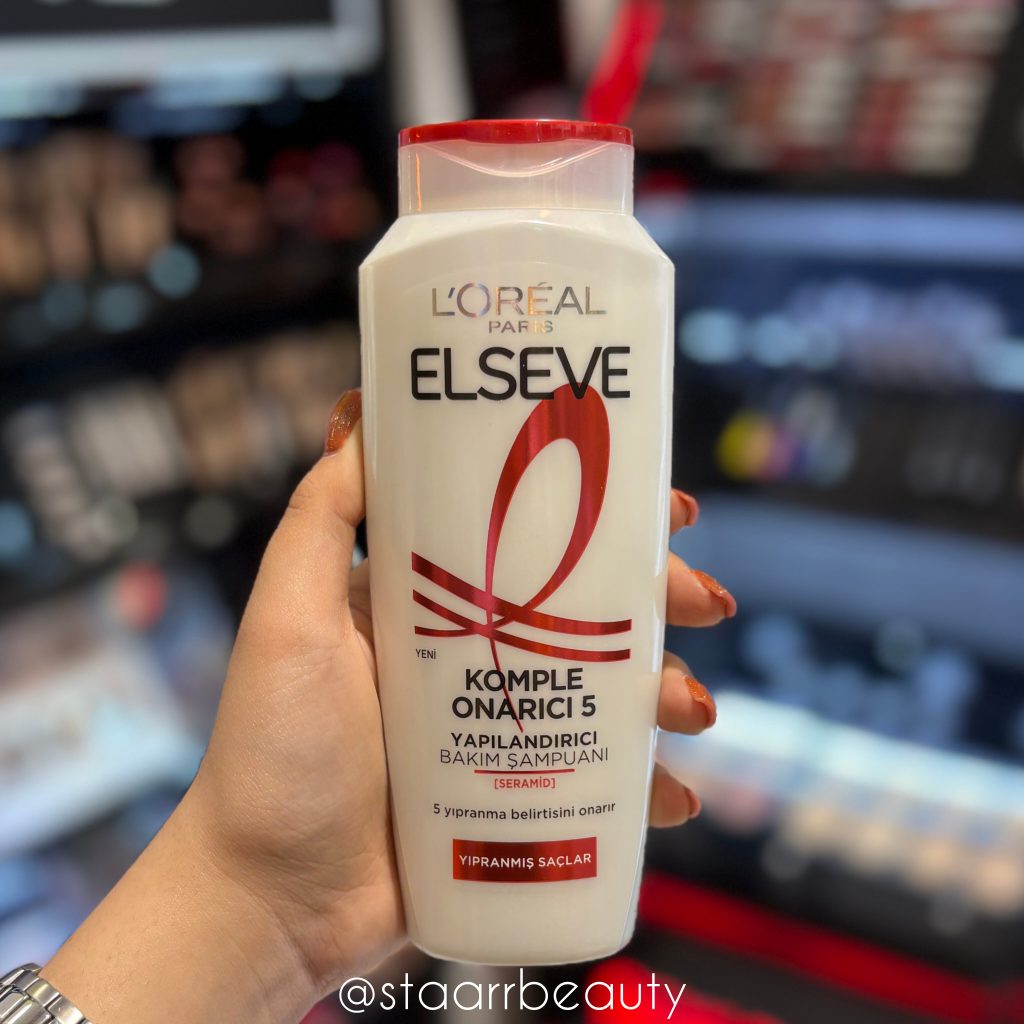 L'ORÉAL
PARIS
ELSEVE
YENİ
KOMPLE
ONARICI 5
YAPILANDIRICI
BAKIM ŞAMPUANI
[SERAMİD]
5 yıpranma belirtisini onarır
YIPRANMIŞ SAÇLAR
@staarrbeauty